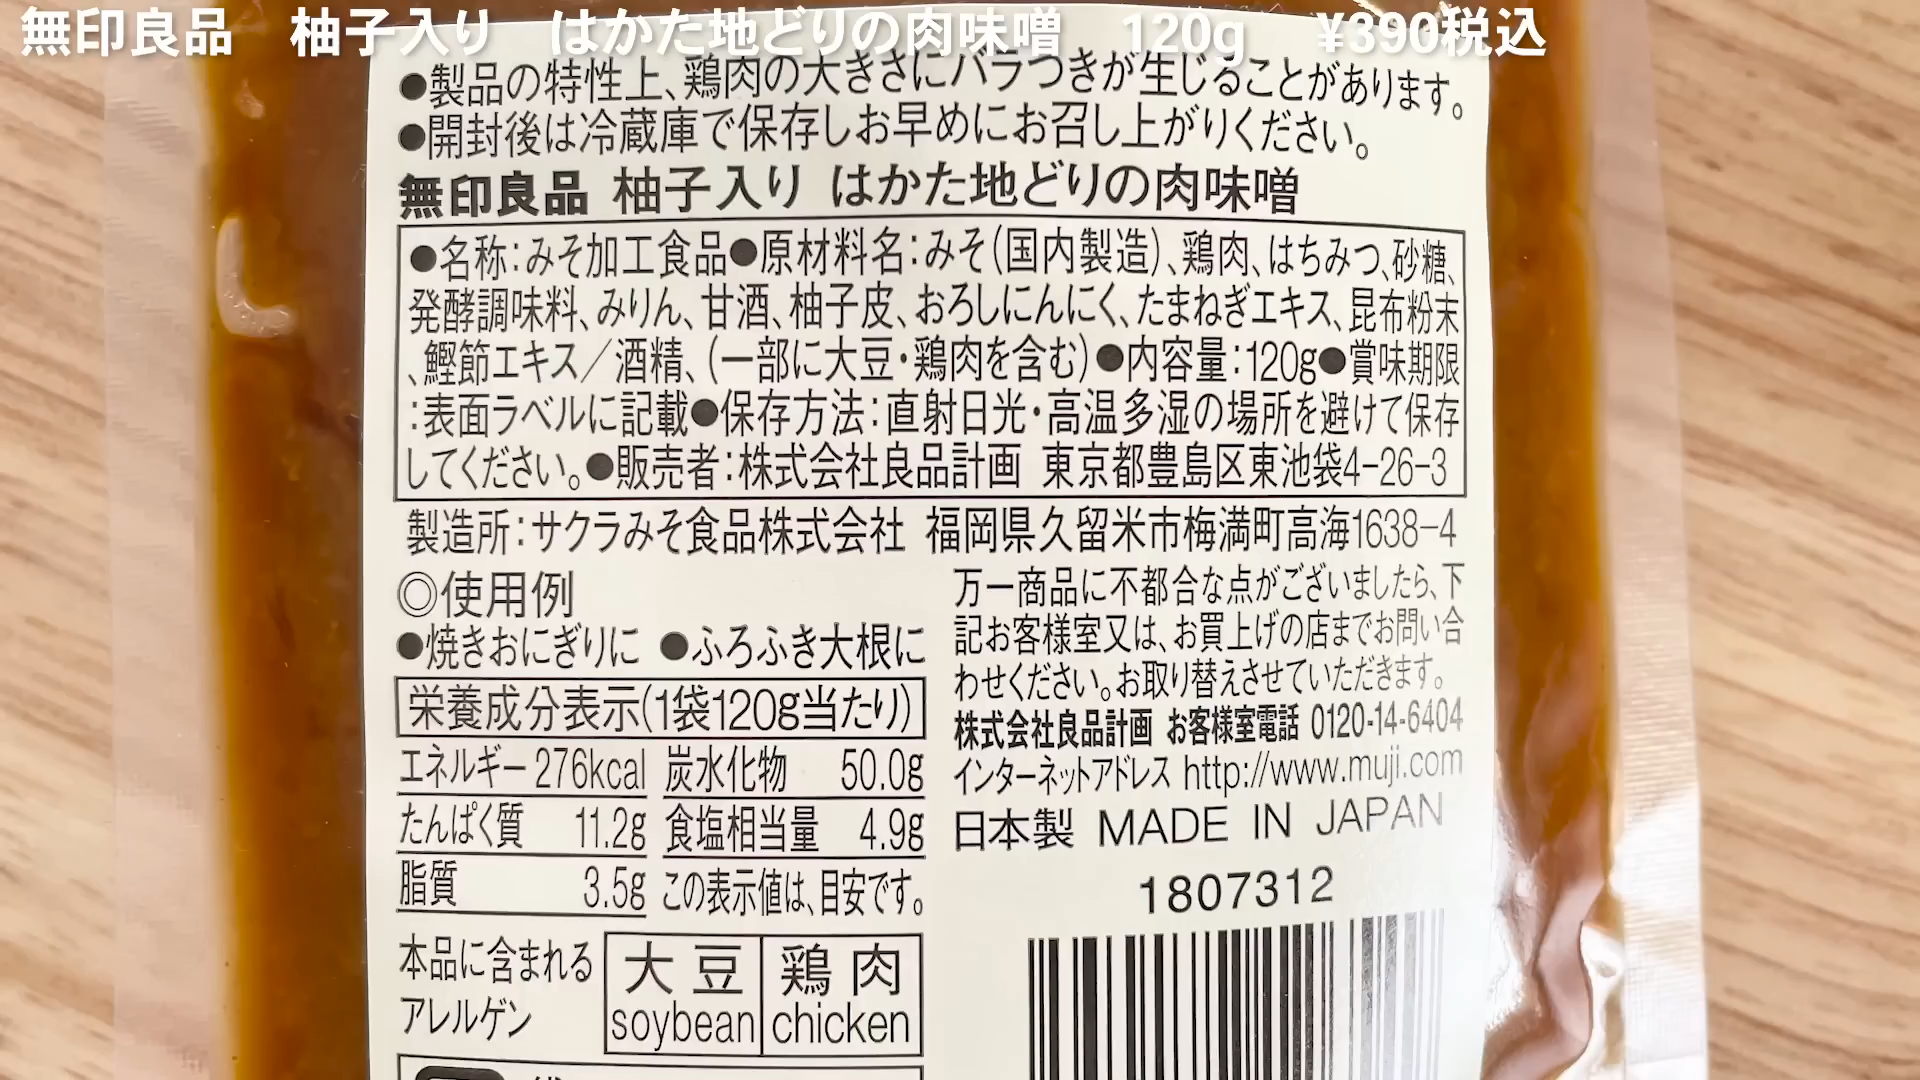 無印良品　柚子入り　はかた地どりの肉味噌　120g　¥390税込
●製品の特性上、鶏肉の大きさにバラつきが生じることがあります。
●開封後は冷蔵庫で保存しお早めにお召し上がりください。
無印良品 柚子入り はかた地どりの肉味噌
●名称:みそ加工食品●原材料名:みそ(国内製造)、鶏肉、はちみつ、砂糖、
発酵調味料、みりん、甘酒、柚子皮、おろしにんにく、たまねぎエキス、昆布粉末
、鰹節エキス／酒精、(一部に大豆・鶏肉を含む)●内容量:120g●賞味期限
:表面ラベルに記載●保存方法:直射日光・高温多湿の場所を避けて保存
してください。●販売者:株式会社良品計画 東京都豊島区東池袋4-26-3
製造所:サクラみそ食品株式会社 福岡県久留米市梅満町高海1638-4
◎使用例
●焼きおにぎりに ●ふろふき大根に
栄養成分表示(1袋120g当たり)
エネルギー 276kcal 炭水化物 50.0g
たんぱく質 11.2g 食塩相当量 4.9g
脂質 3.5g この表示値は、目安です。
本品に含まれる
アレルゲン
大豆 鶏肉
soybean chicken
万一商品に不都合な点がございましたら、下
記お客様室又は、お買上げの店までお問い合
わせください。お取り替えさせていただきます。
株式会社良品計画 お客様室電話 0120-14-6404
インターネットアドレス http://www.muji.com
日本製 MADE IN JAPAN
1807312